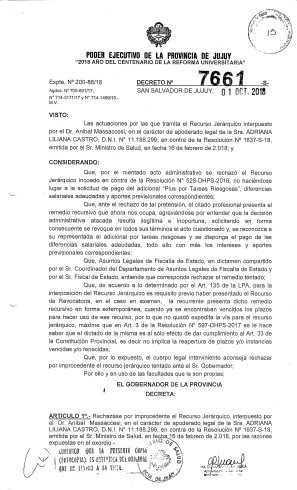 15
PODER EJECUTIVO DE LA PROVINCIA DE JUJUY
"2018 AÑO DEL CENTENARIO DE LA REFORMA UNIVERSITARIA"
Expte. Nº 200-86/18
Agdos. Nº 700-831/17,
Nº 714-3171/17 y Nº 714-1489/16.-
DECRETO Nº 7661 -S-
SAN SALVADOR DE JUJUY, 01 OCT. 2018
VISTO:
Las actuaciones por las que tramita el Recurso Jerárquico interpuesto
por el Dr. Aníbal Massaccesi, en el carácter de apoderado legal de la Sra. ADRIANA
LILIANA CASTRO, D.N.I. Nº 11.188.299, en contra de la Resolución Nº 1637-S-18,
emitida por el Sr. Ministro de Salud, en fecha 16 de febrero de 2.018; y
CONSIDERANDO:
Que, por el mentado acto administrativo se rechazó el Recurso
Jerárquico incoado en contra de la Resolución Nº 528-DHPS-2016, no haciéndose
lugar a la solicitud de pago del adicional "Plus por Tareas Riesgosas", diferencias
salariales adeudadas y aportes previsionales correspondientes;
Que, ante el rechazo de tal pretensión, el citado profesional presenta el
remedio recursivo que ahora nos ocupa, agraviándose por entender que la decisión
administrativa atacada resulta ilegítima e inoportuna, solicitando en forma
consecuente se revoque en todos sus términos el acto cuestionado, y se reconozca a
su representada el adicional por tareas riesgosas y se disponga el pago de las
diferencias salariales adeudadas, todo ello con más los intereses y aportes
previsionales correspondientes;
Que, Asuntos Legales de Fiscalía de Estado, en dictamen compartido
por el Sr. Coordinador del Departamento de Asuntos Legales de Fiscalía de Estado y
por el Sr. Fiscal de Estado, entiende que corresponde rechazar el remedio tentado;
Que, de acuerdo a lo determinado por el Art. 135 de la LPA, para la
interposición del Recurso Jerárquico es requisito previo haber presentado el Recurso
de Revocatoria, en el caso en examen, la recurrente presenta dicho remedio
recursivo en forma extemporánea, cuando ya se encontraban vencidos los plazos
para hacer uso de ese recurso, por lo que no quedó expedita la vía para el recurso
jerárquico, máxime que en Art. 3 de la Resolución Nº 597-DHPS-2017 se hace
saber que el dictado de la misma es al sólo efecto de dar cumplimiento al Art. 33 de
la Constitución Provincial, es decir no implica la reapertura de plazos y/o instancias
vencidas y/o fenecidas;
Que, por lo expuesto, el cuerpo legal interviniente aconseja rechazar
por improcedente el recurso jerárquico tentado ante el Sr. Gobernador;
Por ello y en uso de las facultades que le son propias,
EL GOBERNADOR DE LA PROVINCIA
DECRETA:
ARTICULO 1º.- Rechazase por improcedente el Recurso Jerárquico, interpuesto por
el Dr. Aníbal Massaccesi, en el carácter de apoderado legal de la Sra. ADRIANA
LILIANA CASTRO, D.N.I. Nº 11.188.299, en contra de la Resolución Nº 1637-S-18,
emitida por el Sr. Ministro de Salud, en fecha 16 de febrero de 2.018, por las razones
expuestas en el exordio.-
CERTIFICO QUE LA PRESENTE COPIA
ES
QUE HE TENIDO A LA VISTA.